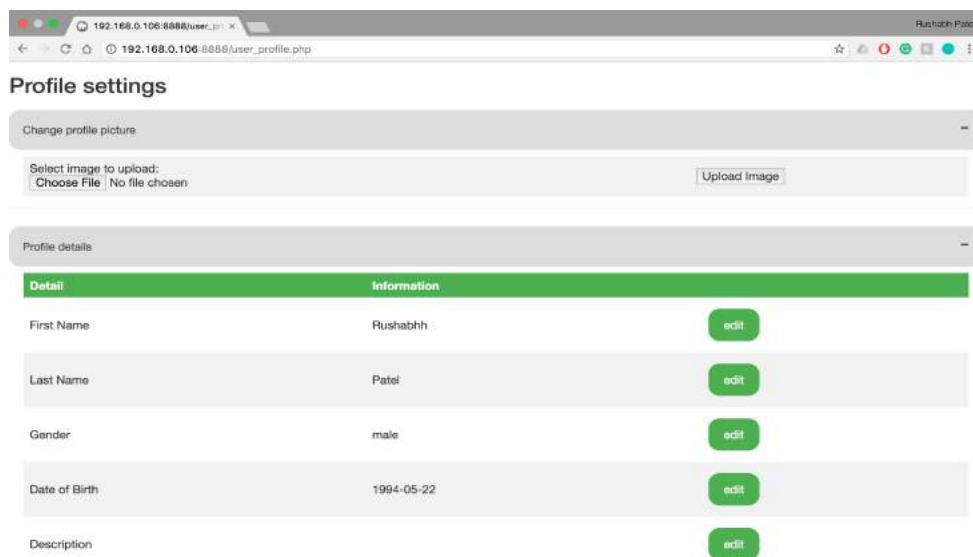 192.168.0.106:8888/user_pr ×
Rushabh Patel
192.168.0.106:8888/user_profile.php
Profile settings
Change profile picture –
Select image to upload:
Choose File No file chosen Upload Image
Profile details –
Detail Information
First Name Rushabhh edit
Last Name Patel edit
Gender male edit
Date of Birth 1994-05-22 edit
Description edit